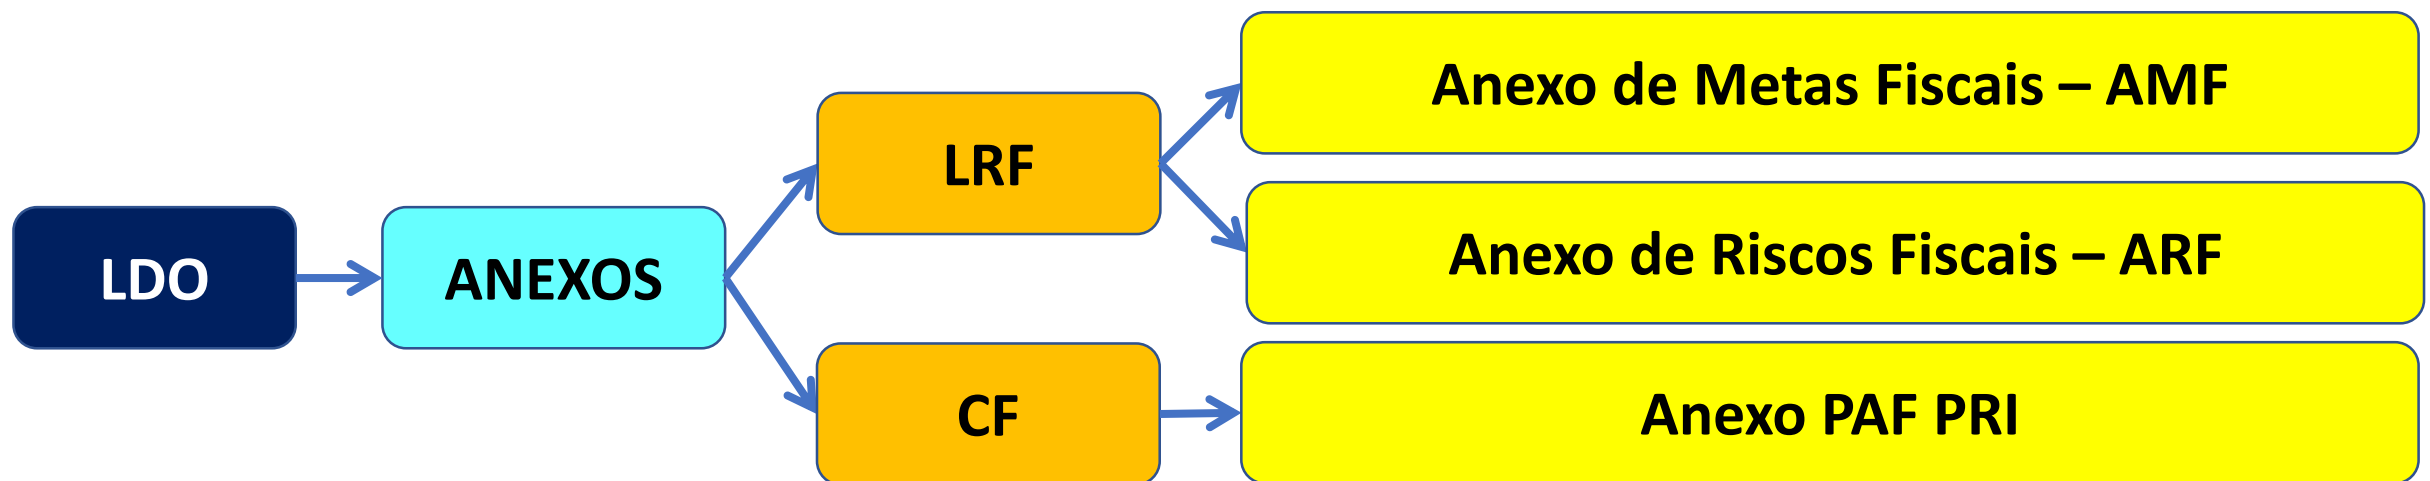 LDO
ANEXOS
LRF
CF
Anexo de Metas Fiscais – AMF
Anexo de Riscos Fiscais – ARF
Anexo PAF PRI